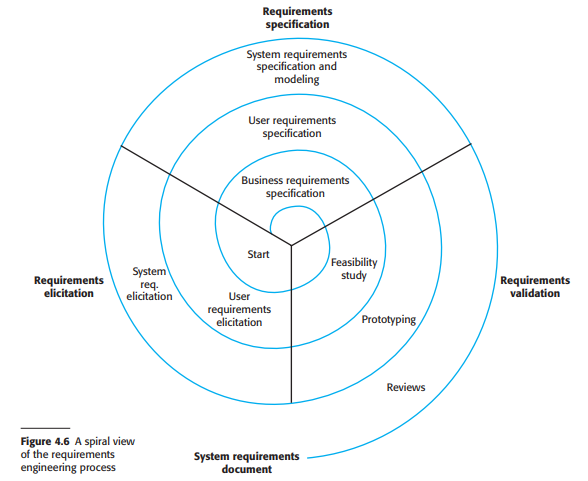 Requirements
specification
System requirements
specification and
modeling
User requirements
specification
Business requirements
specification
Start
Feasibility
study
System
req.
elicitation
User
requirements
elicitation
Requirements
elicitation
Requirements
validation
Prototyping
Reviews
Figure 4.6 A spiral view
of the requirements
engineering process
System requirements
document